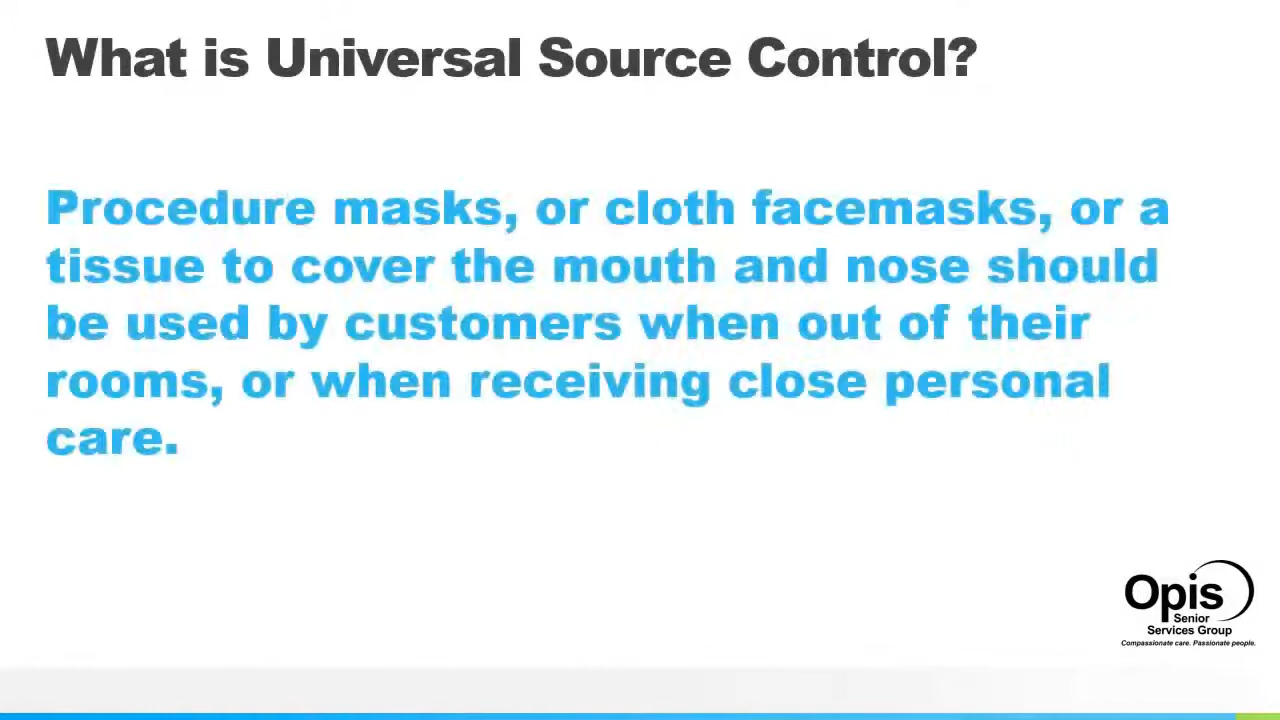 What is Universal Source Control?
Procedure masks, or cloth facemasks, or a
tissue to cover the mouth and nose should
be used by customers when out of their
rooms, or when receiving close personal
care.
Opis
Senior
Services Group
Compassionate care. Passionate people.